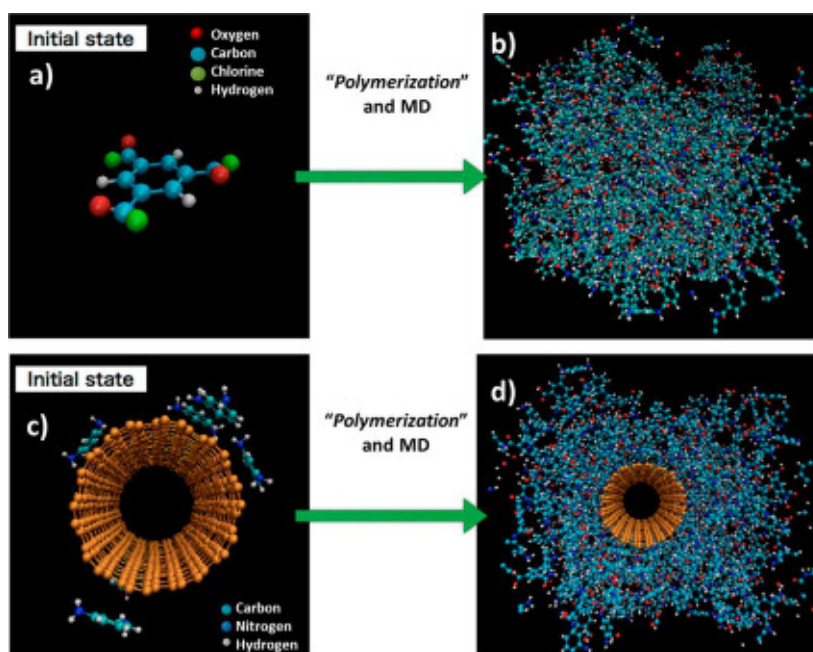 Initial state
a)
Oxygen
Carbon
Chlorine
Hydrogen
"Polymerization"
and MD
b)
Initial state
c)
Carbon
Nitrogen
Hydrogen
"Polymerization"
and MD
d)